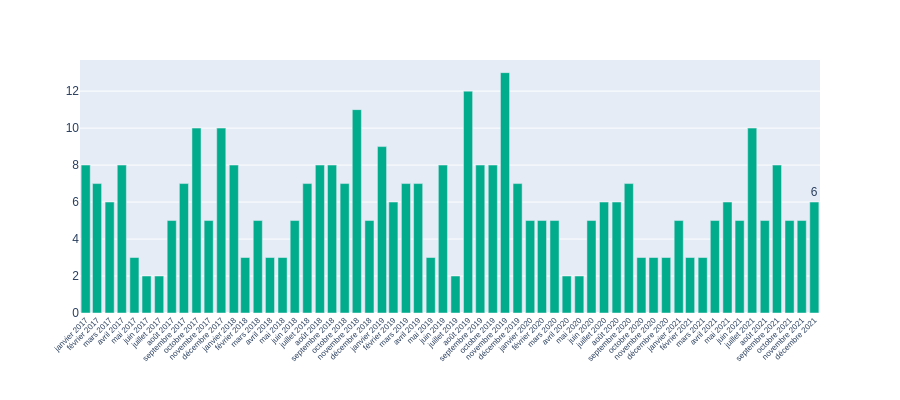 12
10
8
6
4
2
0
6
janvier 2017
février 2017
mars 2017
avril 2017
mai 2017
juin 2017
juillet 2017
août 2017
septembre 2017
octobre 2017
novembre 2017
décembre 2017
janvier 2018
février 2018
mars 2018
avril 2018
mai 2018
juin 2018
juillet 2018
août 2018
septembre 2018
octobre 2018
novembre 2018
décembre 2018
janvier 2019
février 2019
mars 2019
avril 2019
mai 2019
juin 2019
juillet 2019
août 2019
septembre 2019
octobre 2019
novembre 2019
décembre 2019
janvier 2020
février 2020
mars 2020
avril 2020
mai 2020
juin 2020
juillet 2020
août 2020
septembre 2020
octobre 2020
novembre 2020
décembre 2020
janvier 2021
février 2021
mars 2021
avril 2021
mai 2021
juin 2021
juillet 2021
août 2021
septembre 2021
octobre 2021
novembre 2021
décembre 2021